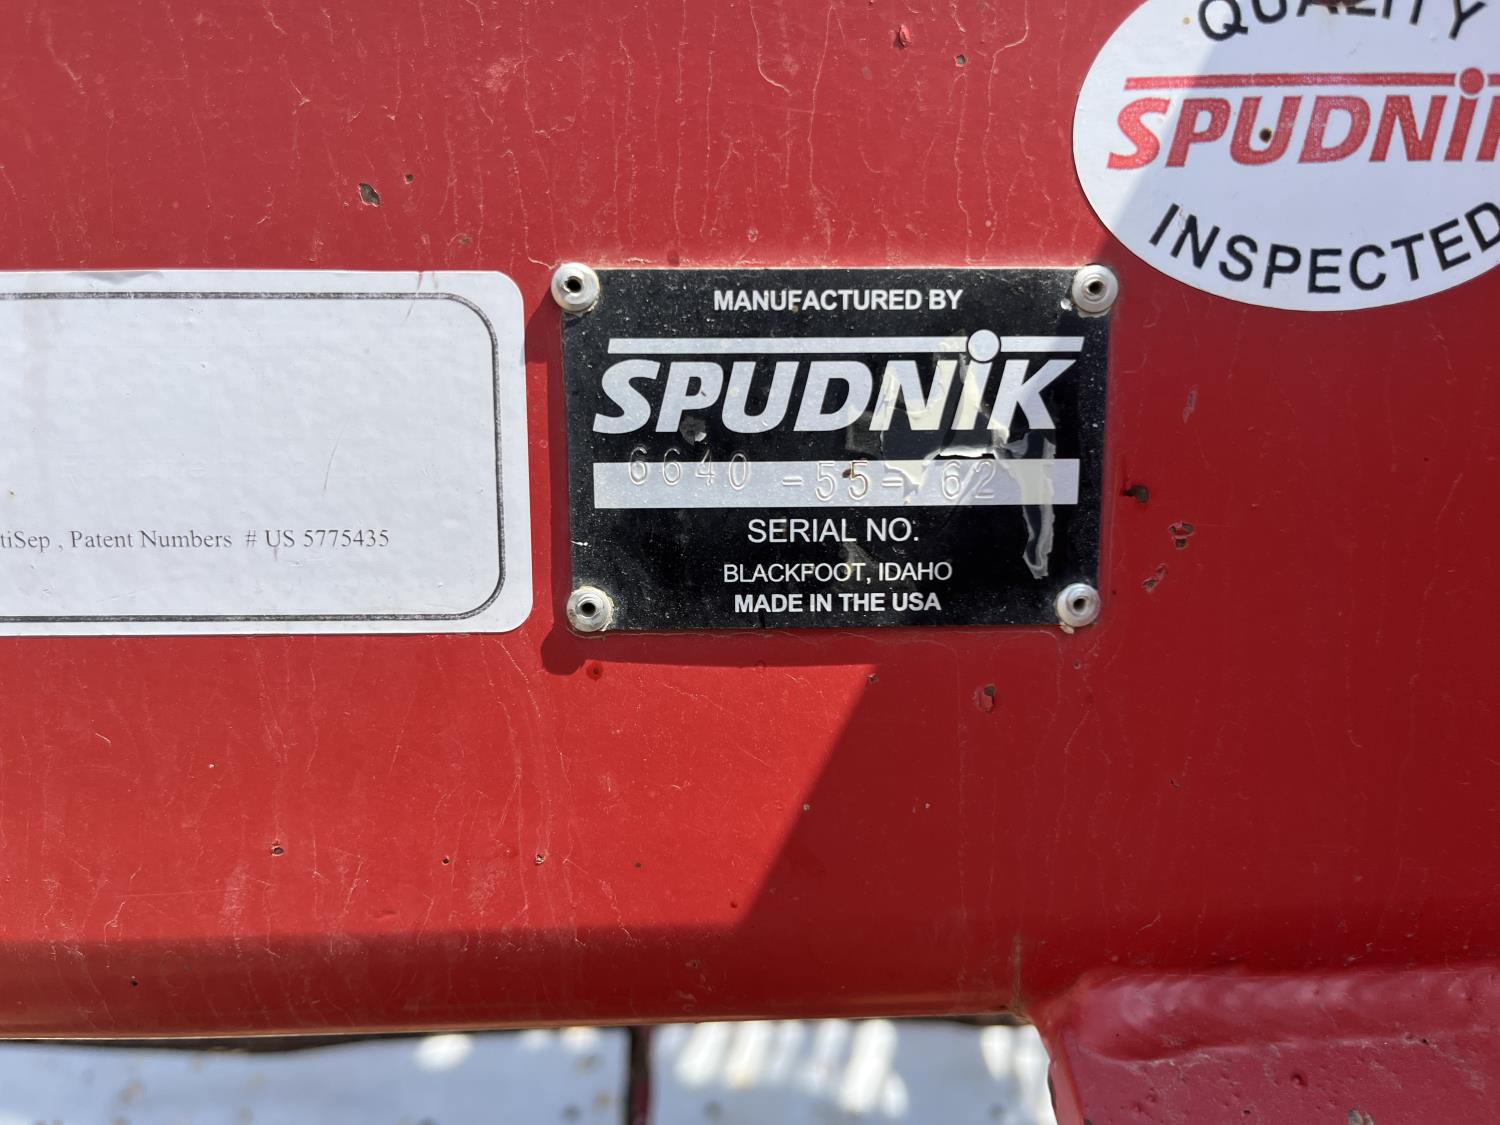 QUALITY
SPUDNIK
INSPECTED
MANUFACTURED BY
SPUDNIK
6640 -55- 62
SERIAL NO.
BLACKFOOT, IDAHO
MADE IN THE USA
tiSep , Patent Numbers # US 5775435